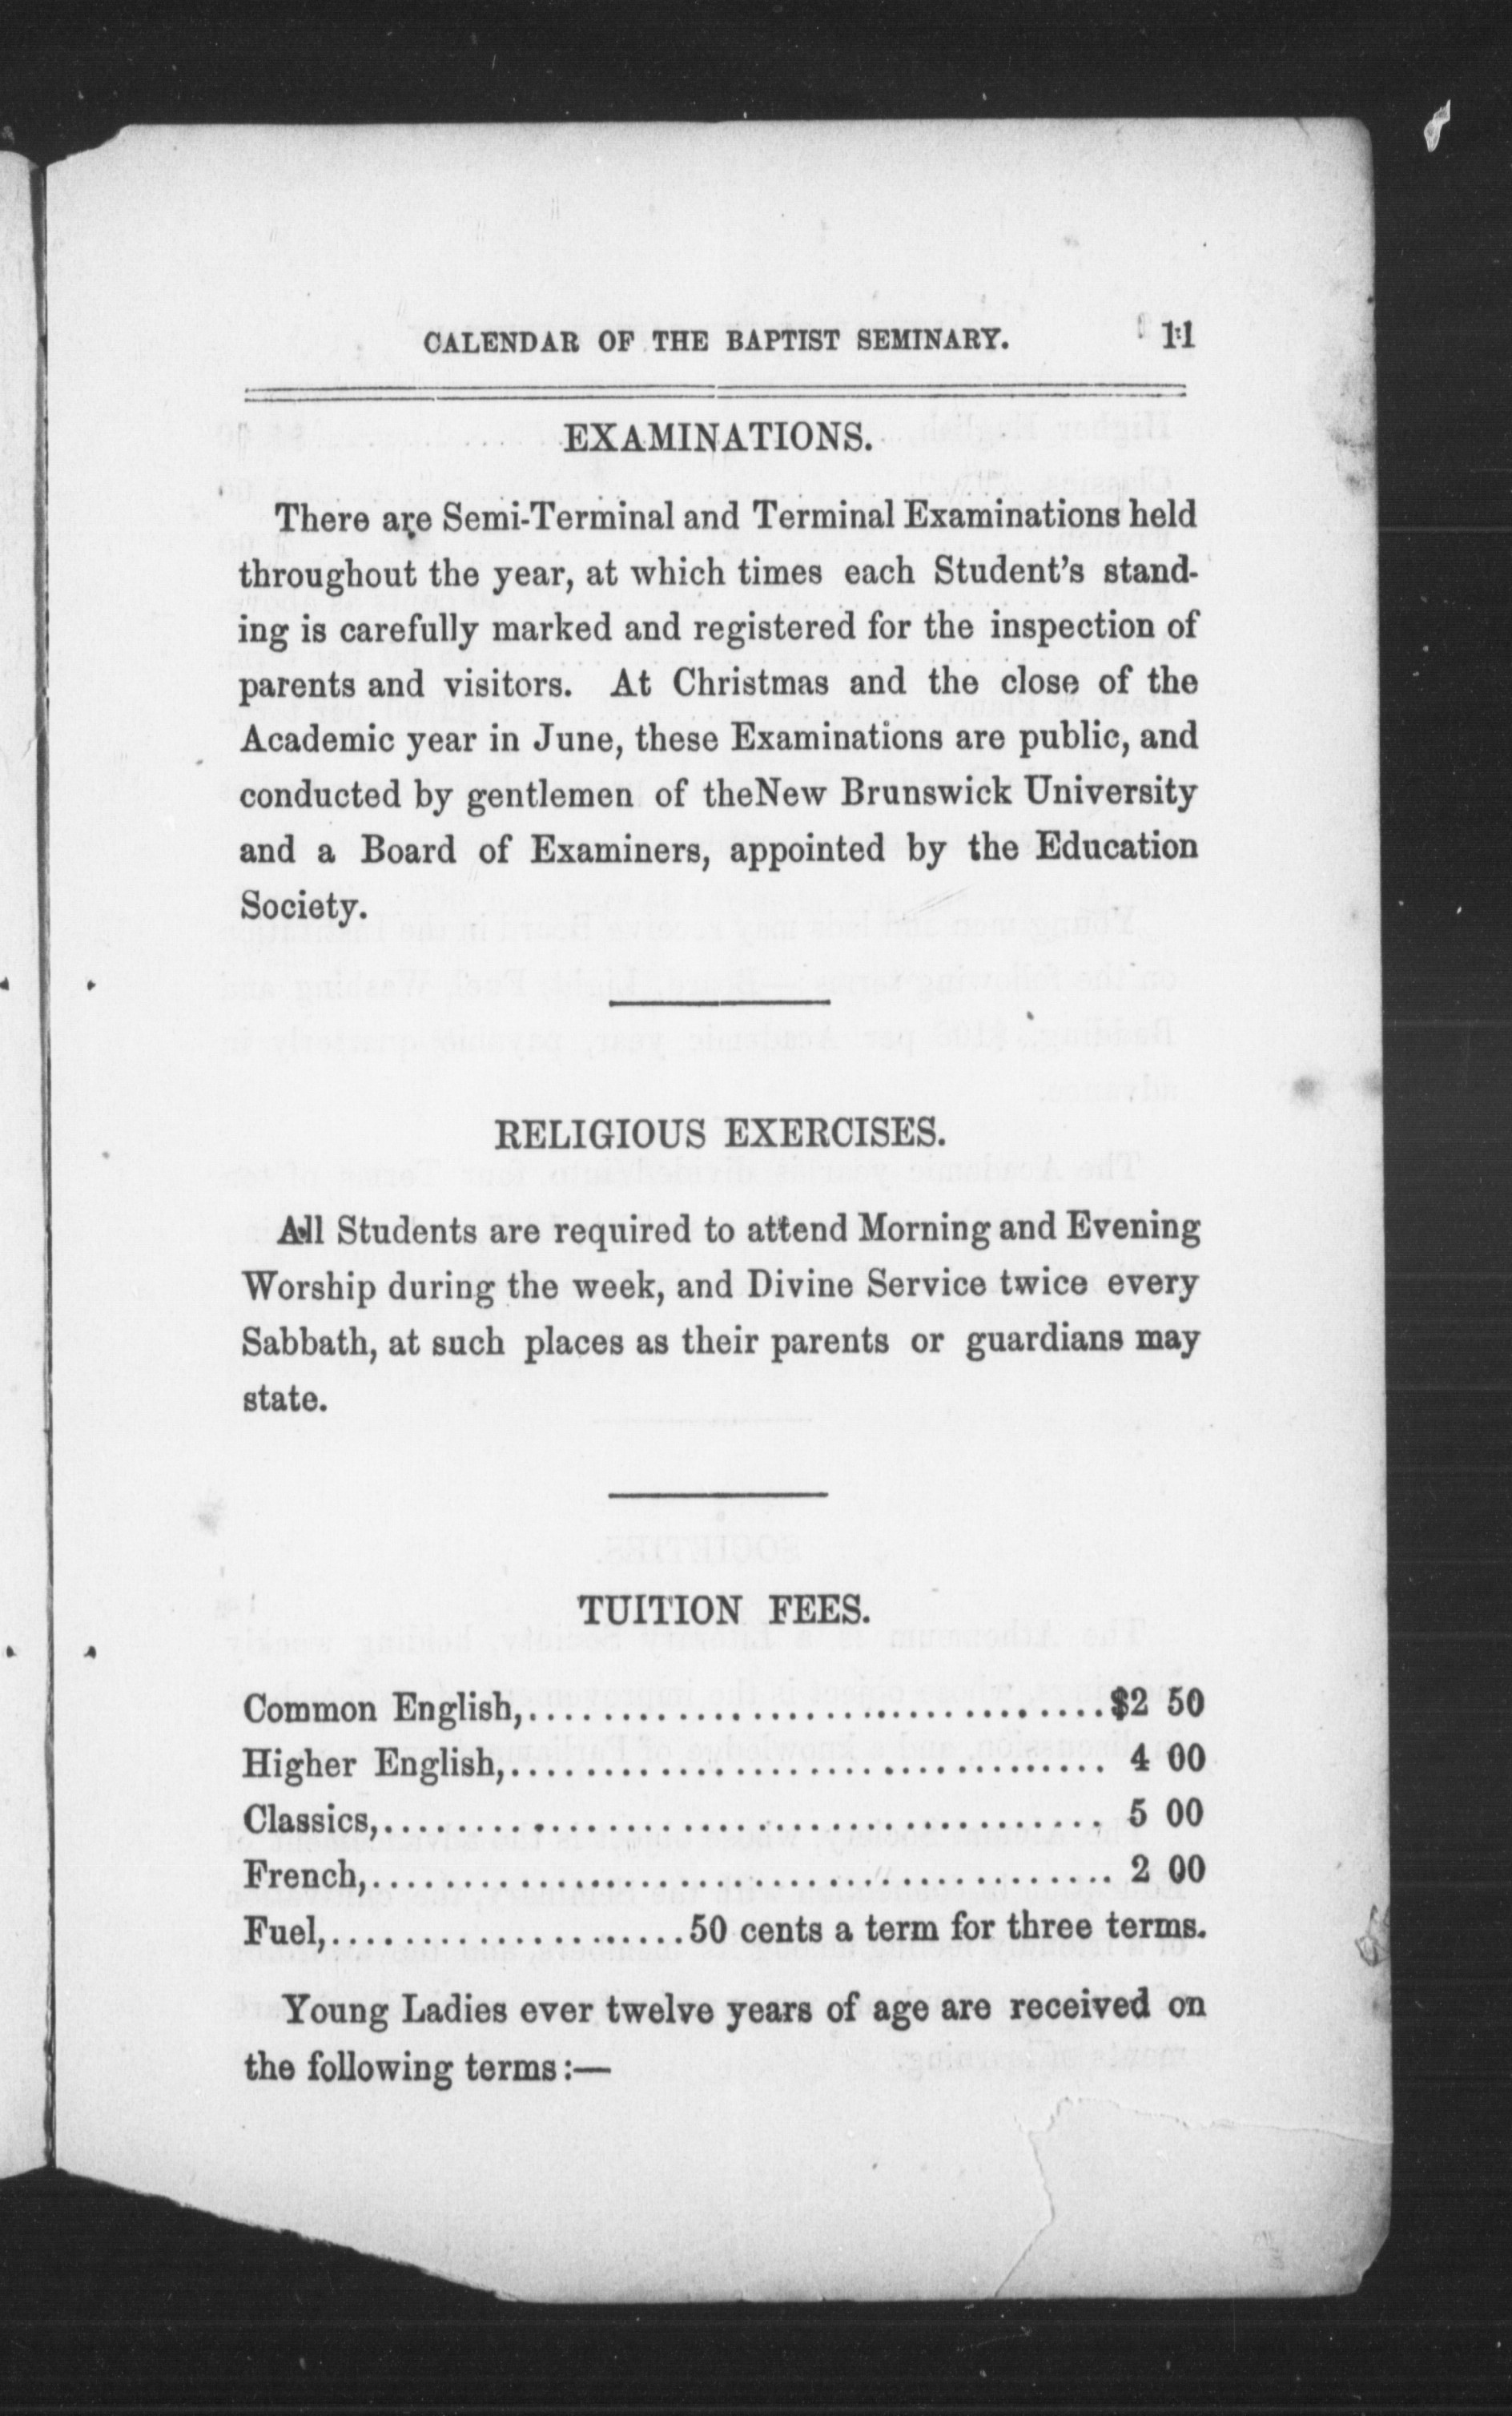 CALENDAR OF THE BAPTIST SEMINARY. 11
EXAMINATIONS.
There are Semi-Terminal and Terminal Examinations held
throughout the year, at which times each Student's stand-
ing is carefully marked and registered for the inspection of
parents and visitors. At Christmas and the close of the
Academic year in June, these Examinations are public, and
conducted by gentlemen of theNew Brunswick University
and a Board of Examiners, appointed by the Education
Society.
RELIGIOUS EXERCISES.
All Students are required to attend Morning and Evening
Worship during the week, and Divine Service twice every
Sabbath, at such places as their parents or guardians may
state.
TUITION FEES.
Common English,................................$2 50
Higher English,................................. 4 00
Classics,....................................... 5 00
French,......................................... 2 00
Fuel,...................50 cents a term for three terms.
Young Ladies ever twelve years of age are received on
the following terms:—